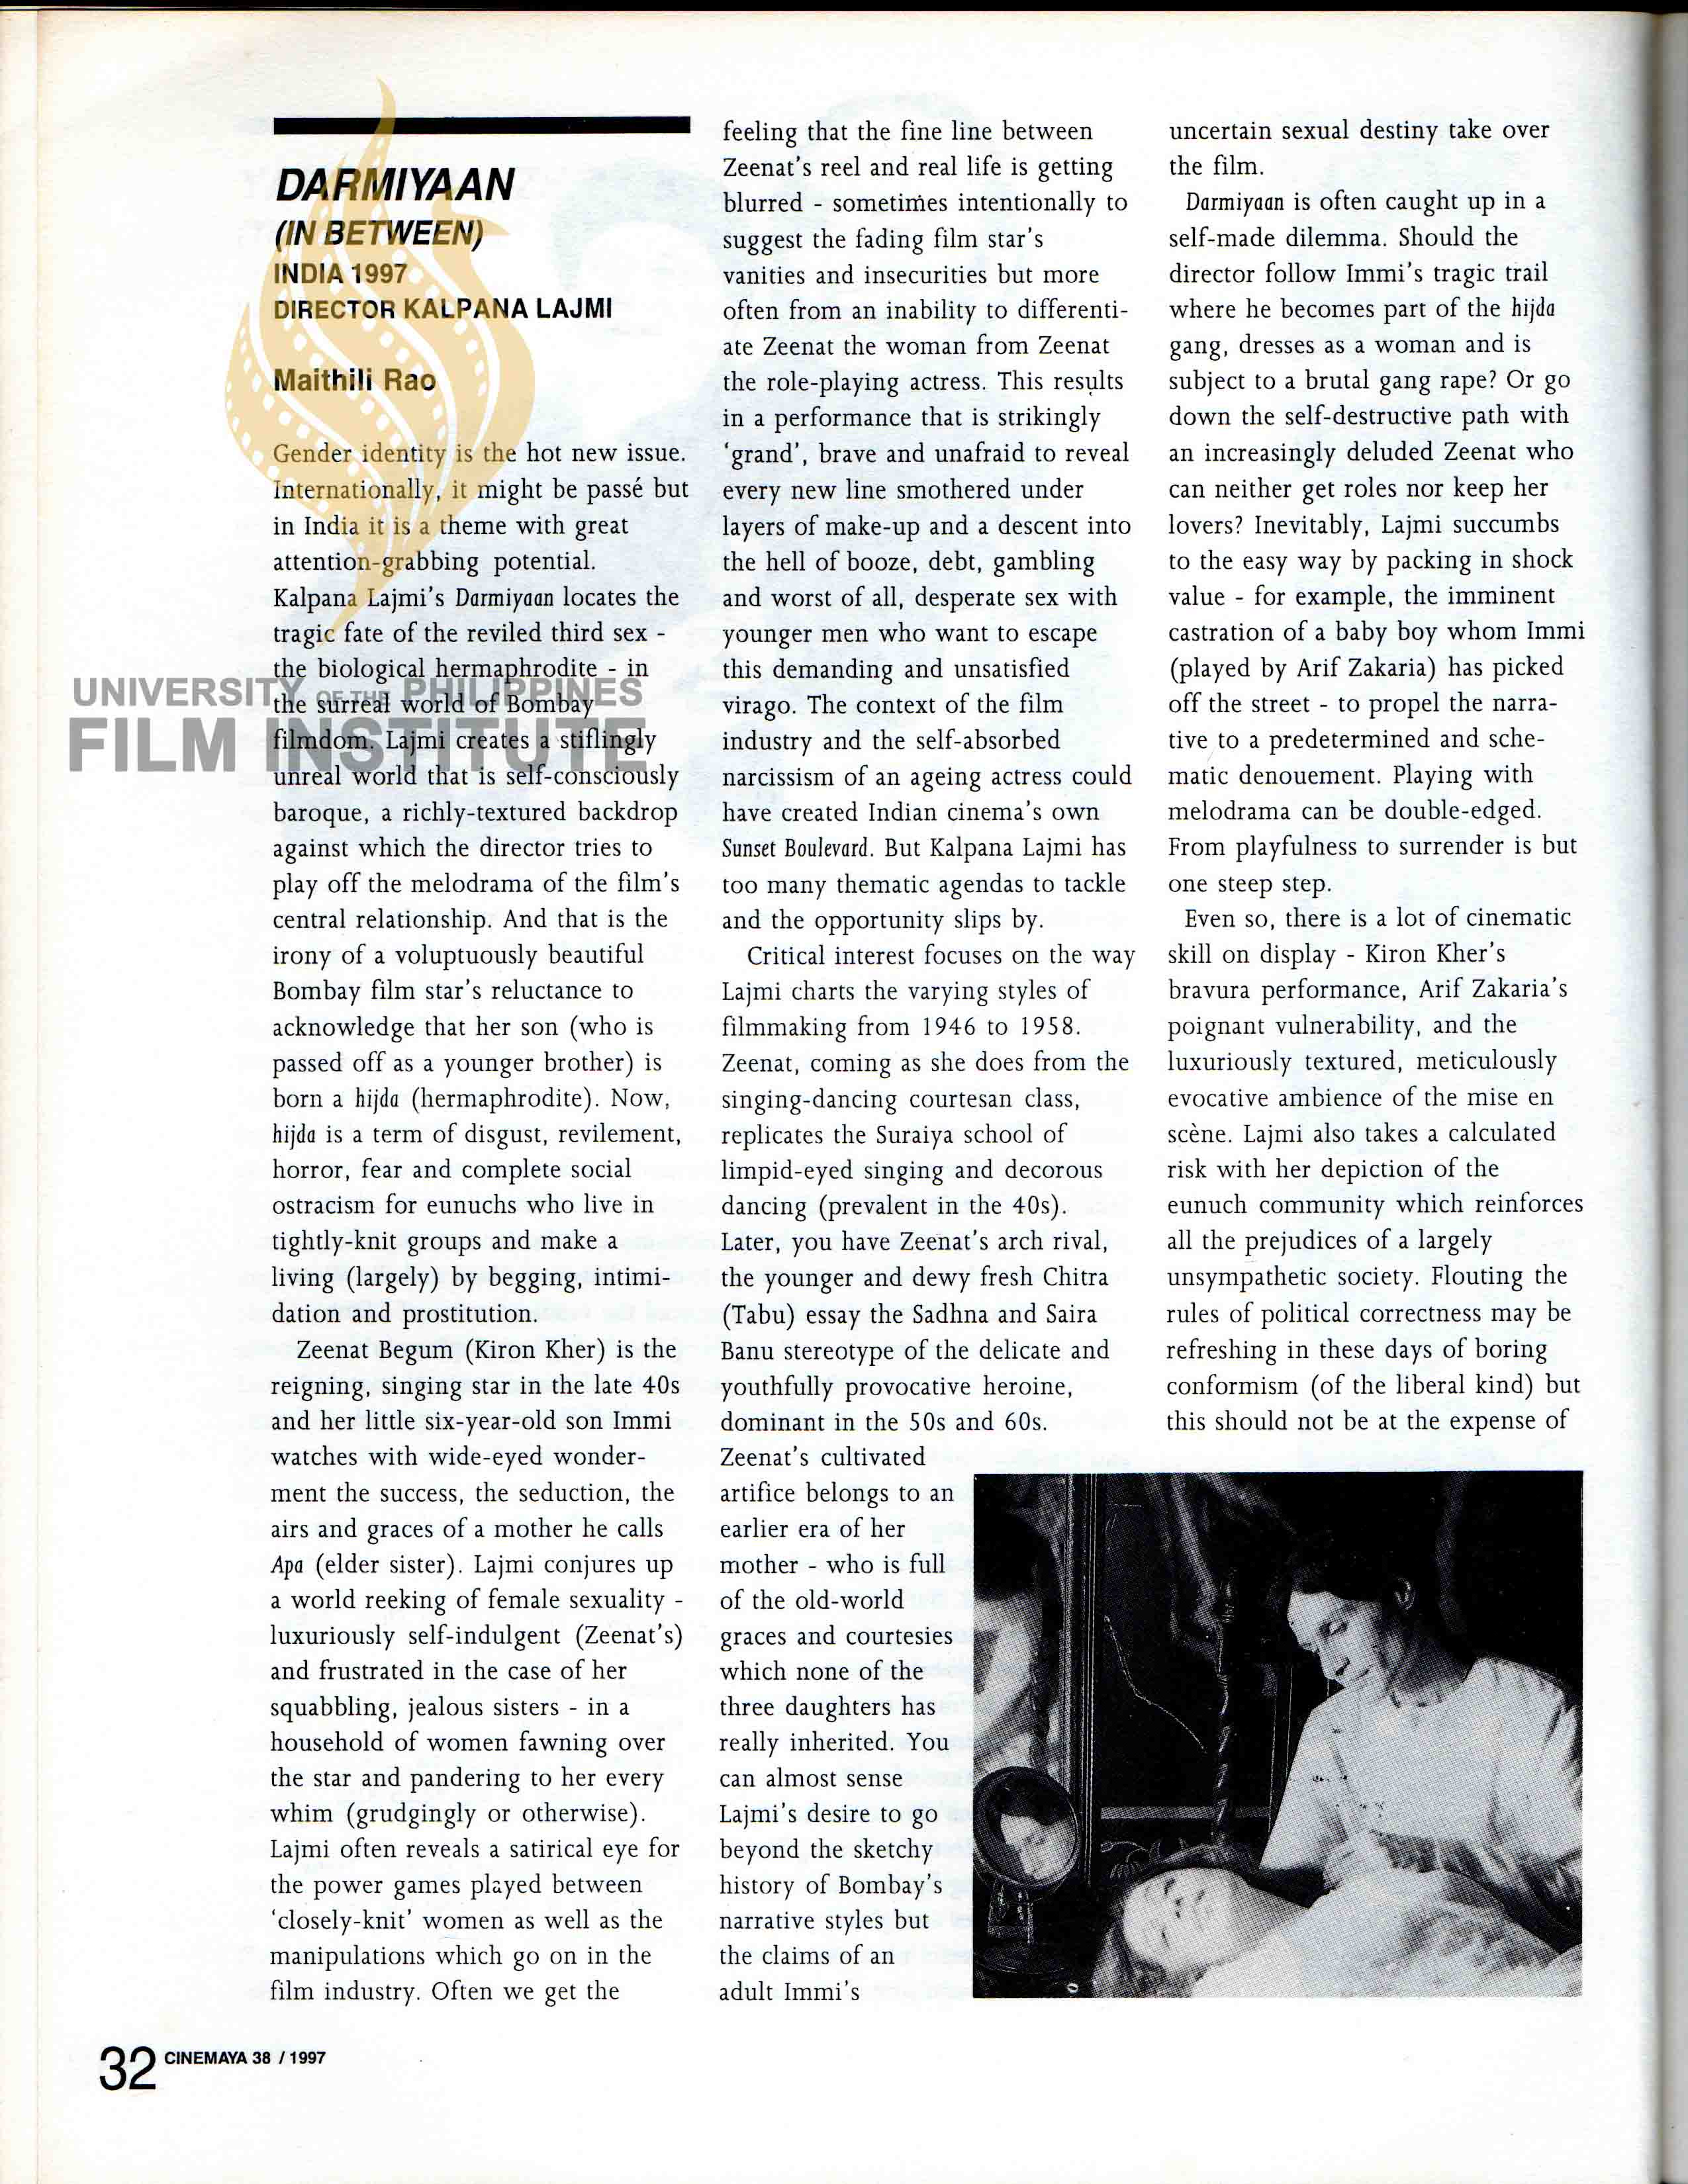 DARMIYAAN
(IN BETWEEN)
INDIA 1997
DIRECTOR KALPANA LAJMI
Maithili Rao
Gender identity is the hot new issue.
Internationally, it might be passé but
in India it is a theme with great
attention-grabbing potential.
Kalpana Lajmi's Darmiyaan locates the
tragic fate of the reviled third sex -
the biological hermaphrodite - in
the surreal world of Bombay
filmdom. Lajmi creates a stiflingly
unreal world that is self-consciously
baroque, a richly-textured backdrop
against which the director tries to
play off the melodrama of the film's
central relationship. And that is the
irony of a voluptuously beautiful
Bombay film star's reluctance to
acknowledge that her son (who is
passed off as a younger brother) is
born a hijda (hermaphrodite). Now,
hijda is a term of disgust, revilement,
horror, fear and complete social
ostracism for eunuchs who live in
tightly-knit groups and make a
living (largely) by begging, intimi-
dation and prostitution.
Zeenat Begum (Kiron Kher) is the
reigning, singing star in the late 40s
and her little six-year-old son Immi
watches with wide-eyed wonder-
ment the success, the seduction, the
airs and graces of a mother he calls
Apa (elder sister). Lajmi conjures up
a world reeking of female sexuality -
luxuriously self-indulgent (Zeenat's)
and frustrated in the case of her
squabbling, jealous sisters - in a
household of women fawning over
the star and pandering to her every
whim (grudgingly or otherwise).
Lajmi often reveals a satirical eye for
the power games played between
'closely-knit' women as well as the
manipulations which go on in the
film industry. Often we get the
feeling that the fine line between
Zeenat's reel and real life is getting
blurred - sometimes intentionally to
suggest the fading film star's
vanities and insecurities but more
often from an inability to differenti-
ate Zeenat the woman from Zeenat
the role-playing actress. This results
in a performance that is strikingly
'grand', brave and unafraid to reveal
every new line smothered under
layers of make-up and a descent into
the hell of booze, debt, gambling
and worst of all, desperate sex with
younger men who want to escape
this demanding and unsatisfied
virago. The context of the film
industry and the self-absorbed
narcissism of an ageing actress could
have created Indian cinema's own
Sunset Boulevard. But Kalpana Lajmi has
too many thematic agendas to tackle
and the opportunity slips by.
Critical interest focuses on the way
Lajmi charts the varying styles of
filmmaking from 1946 to 1958.
Zeenat, coming as she does from the
singing-dancing courtesan class,
replicates the Suraiya school of
limpid-eyed singing and decorous
dancing (prevalent in the 40s).
Later, you have Zeenat's arch rival,
the younger and dewy fresh Chitra
(Tabu) essay the Sadhna and Saira
Banu stereotype of the delicate and
youthfully provocative heroine,
dominant in the 50s and 60s.
Zeenat's cultivated
artifice belongs to an
earlier era of her
mother - who is full
of the old-world
graces and courtesies
which none of the
three daughters has
really inherited. You
can almost sense
Lajmi's desire to go
beyond the sketchy
history of Bombay's
narrative styles but
the claims of an
adult Immi's
uncertain sexual destiny take over
the film.
Darmiyaan is often caught up in a
self-made dilemma. Should the
director follow Immi's tragic trail
where he becomes part of the hijda
gang, dresses as a woman and is
subject to a brutal gang rape? Or go
down the self-destructive path with
an increasingly deluded Zeenat who
can neither get roles nor keep her
lovers? Inevitably, Lajmi succumbs
to the easy way by packing in shock
value - for example, the imminent
castration of a baby boy whom Immi
(played by Arif Zakaria) has picked
off the street - to propel the narra-
tive to a predetermined and sche-
matic denouement. Playing with
melodrama can be double-edged.
From playfulness to surrender is but
one steep step.
Even so, there is a lot of cinematic
skill on display - Kiron Kher's
bravura performance, Arif Zakaria's
poignant vulnerability, and the
luxuriously textured, meticulously
evocative ambience of the mise en
scène. Lajmi also takes a calculated
risk with her depiction of the
eunuch community which reinforces
all the prejudices of a largely
unsympathetic society. Flouting the
rules of political correctness may be
refreshing in these days of boring
conformism (of the liberal kind) but
this should not be at the expense of
UNIVERSITY OF THE PHILIPPINES
FILM INSTITUTE
32 CINEMAYA 38 / 1997